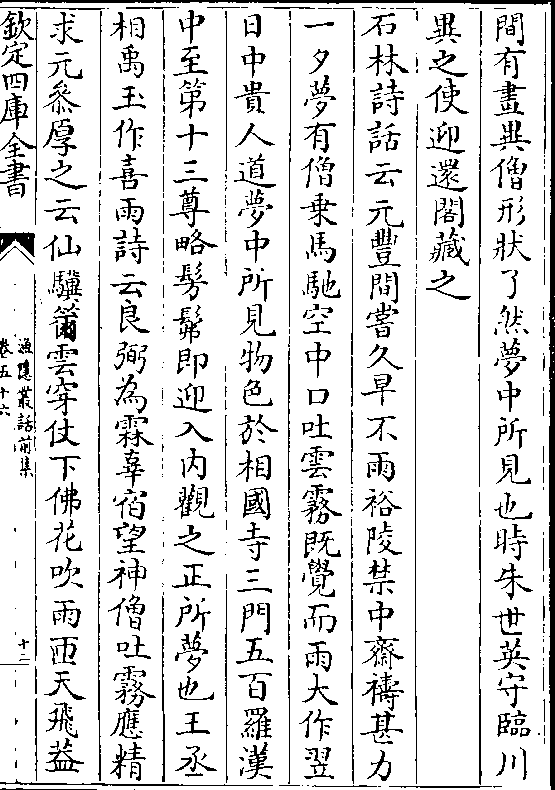 間有畫異僧形狀了然夢中所見也時朱世英守臨川
異之使迎還閣藏之
石林詩話云元豐間嘗久旱不雨裕陵禁中齋禱甚力
一夕夢有僧乗馬馳空中口吐雲霧既覺而雨大作翌
日中貴人道夢中所見物色於相國寺三門五百羅漢
中至第十三尊略髣髴即迎入内觀之正所夢也王丞
相禹玉作喜雨詩云良弼為霖辜宿望神僧吐霧應精
求元叅厚之云仙驥籋雲穿仗下佛花吹雨匝天飛葢
欽定四庫全書
漁隱叢話前集
卷五十六
十二